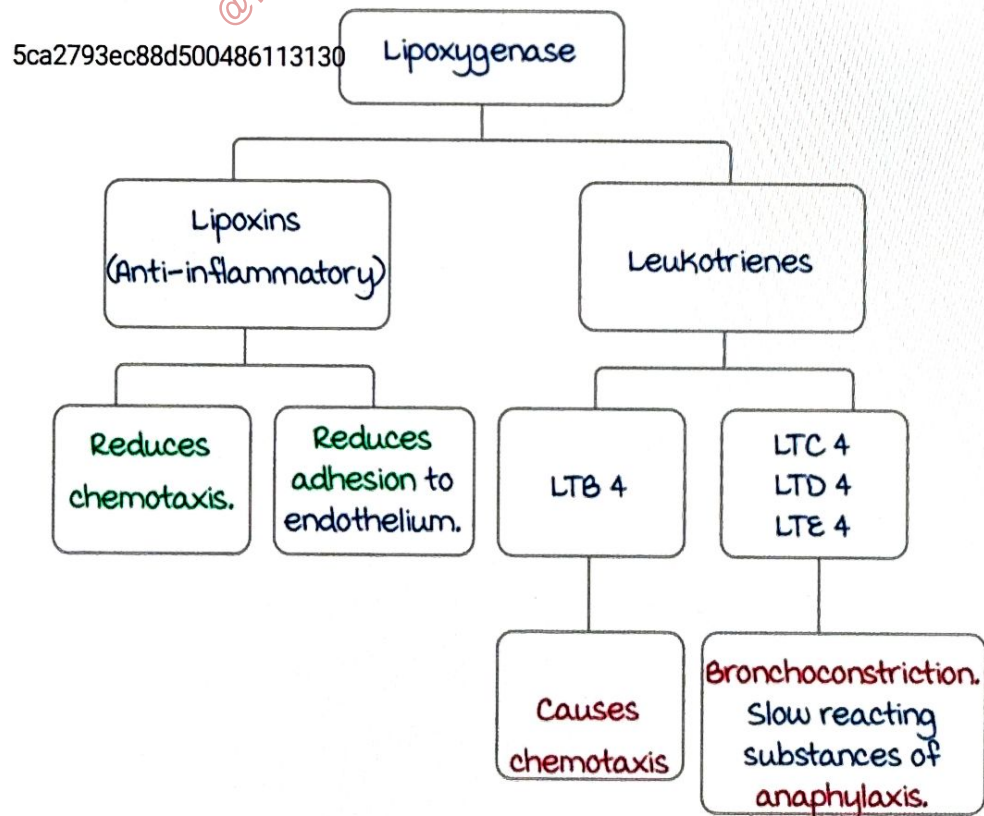 5ca2793ec88d500486113130
Lipoxygenase
Lipoxins
(Anti-inflammatory)
Leukotrienes
Reduces
chemotaxis.
Reduces
adhesion to
endothelium.
LTB 4
LTC 4
LTD 4
LTE 4
Causes
chemotaxis
Bronchoconstriction.
Slow reacting
substances of
anaphylaxis.